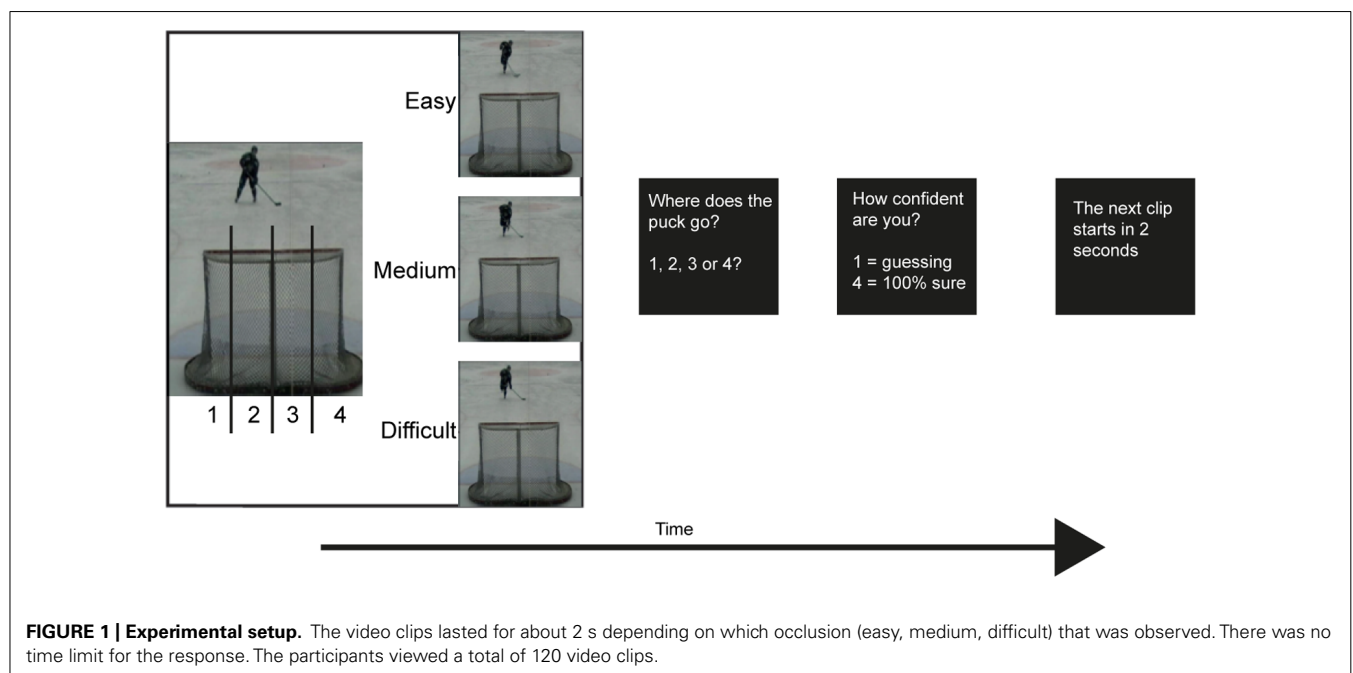 Easy
Medium
Difficult
1 2 3 4
Where does the
puck go?
1, 2, 3 or 4?
How confident
are you?
1 = guessing
4 = 100% sure
The next clip
starts in 2
seconds
Time
FIGURE 1 | Experimental setup. The video clips lasted for about 2 s depending on which occlusion (easy, medium, difficult) that was observed. There was no
time limit for the response. The participants viewed a total of 120 video clips.